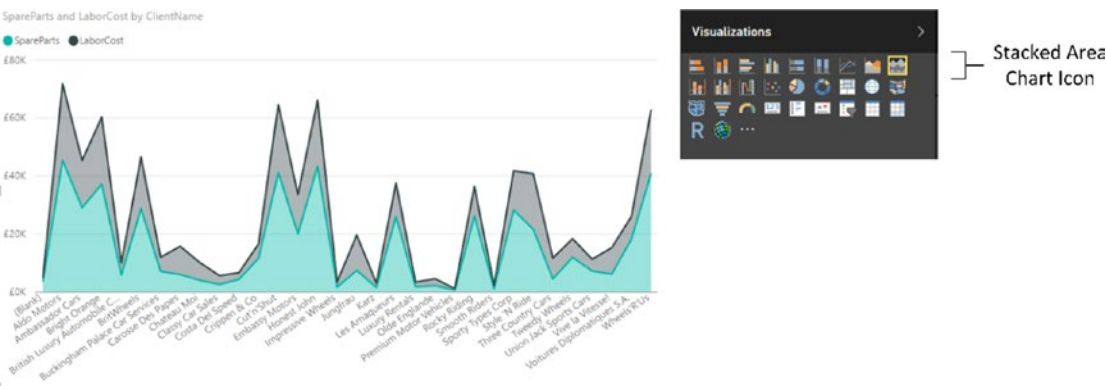 SpareParts and LaborCost by ClientName
SpareParts LaborCost
£80K
£60K
£40K
£20K
£0K
(Blank)
Aldo Motors
Ambassador Cars
Bright Orange
British Luxury Automobile C...
BritWheels
Buckingham Palace Car Services
Carosse Des Papes
Chateau Moi
Classy Car Sales
Costa Del Speed
Crippen & Co
Cut'n'Shut
Embassy Motors
Honest John
Impressive Wheels
Jungfrau
Karz
Les Arnaqueurs
Luxury Rentals
Olde Englande
Premium Motor Vehicles
Rocky Riding
Smooth Riders
Sporty Types Corp
Style 'N' Ride
Three Country Cars
Tweedy Wheels
Union Jack Sports Cars
Vive la Vitesse!
Voitures Diplomatiques S.A.
Wheels R'Us
Visualizations
R
Stacked Area
Chart Icon